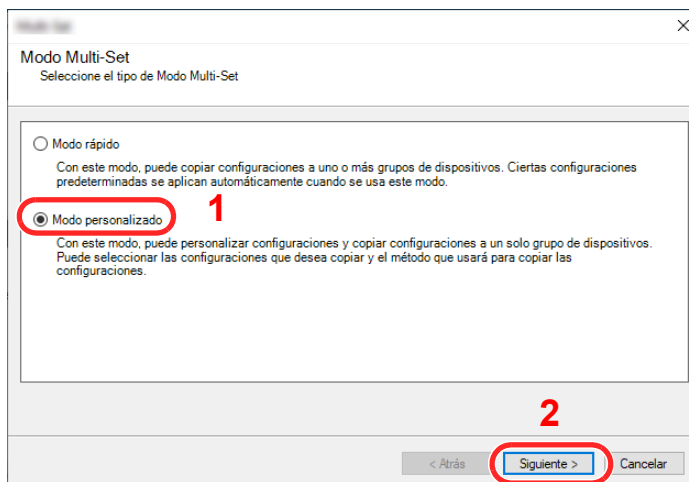 Modo Multi-Set
Seleccione el tipo de Modo Multi-Set
Modo rápido
Con este modo, puede copiar configuraciones a uno o más grupos de dispositivos. Ciertas configuraciones
predeterminadas se aplican automáticamente cuando se usa este modo.
1
Modo personalizado
Con este modo, puede personalizar configuraciones y copiar configuraciones a un solo grupo de dispositivos.
Puede seleccionar las configuraciones que desea copiar y el método que usará para copiar las
configuraciones.
2
< Atrás
Siguiente >
Cancelar